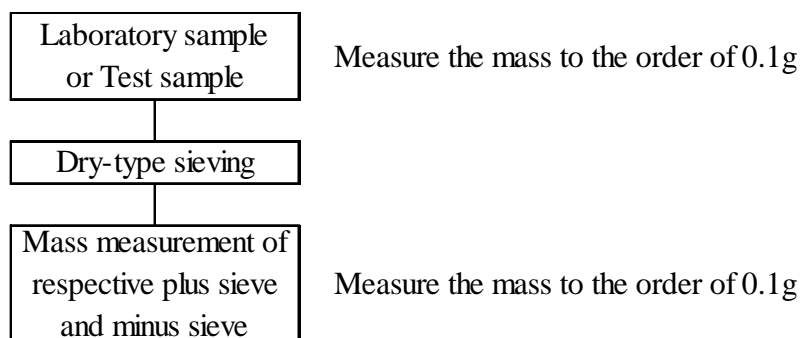 Laboratory sample
or Test sample
Measure the mass to the order of 0.1g
Dry-type sieving
Mass measurement of
respective plus sieve
and minus sieve
Measure the mass to the order of 0.1g